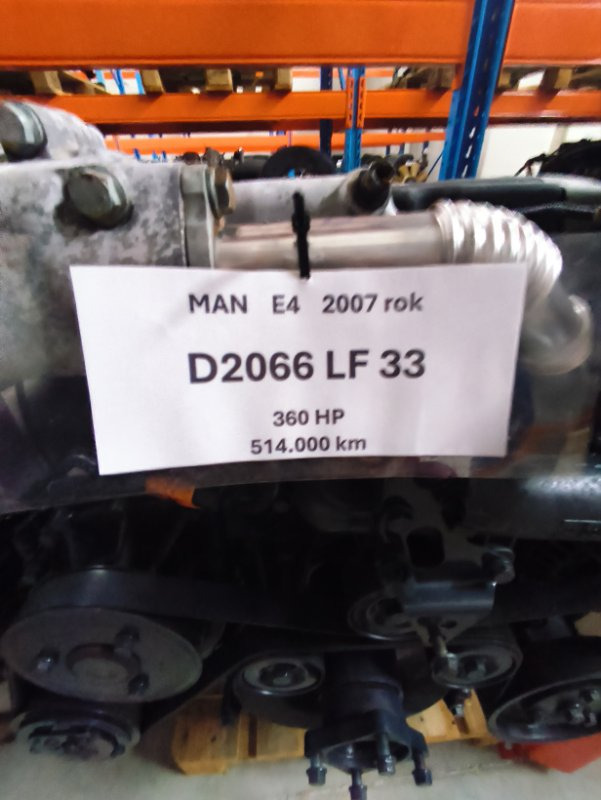 MAN E4 2007 rok
D2066 LF 33
360 HP
514.000 km